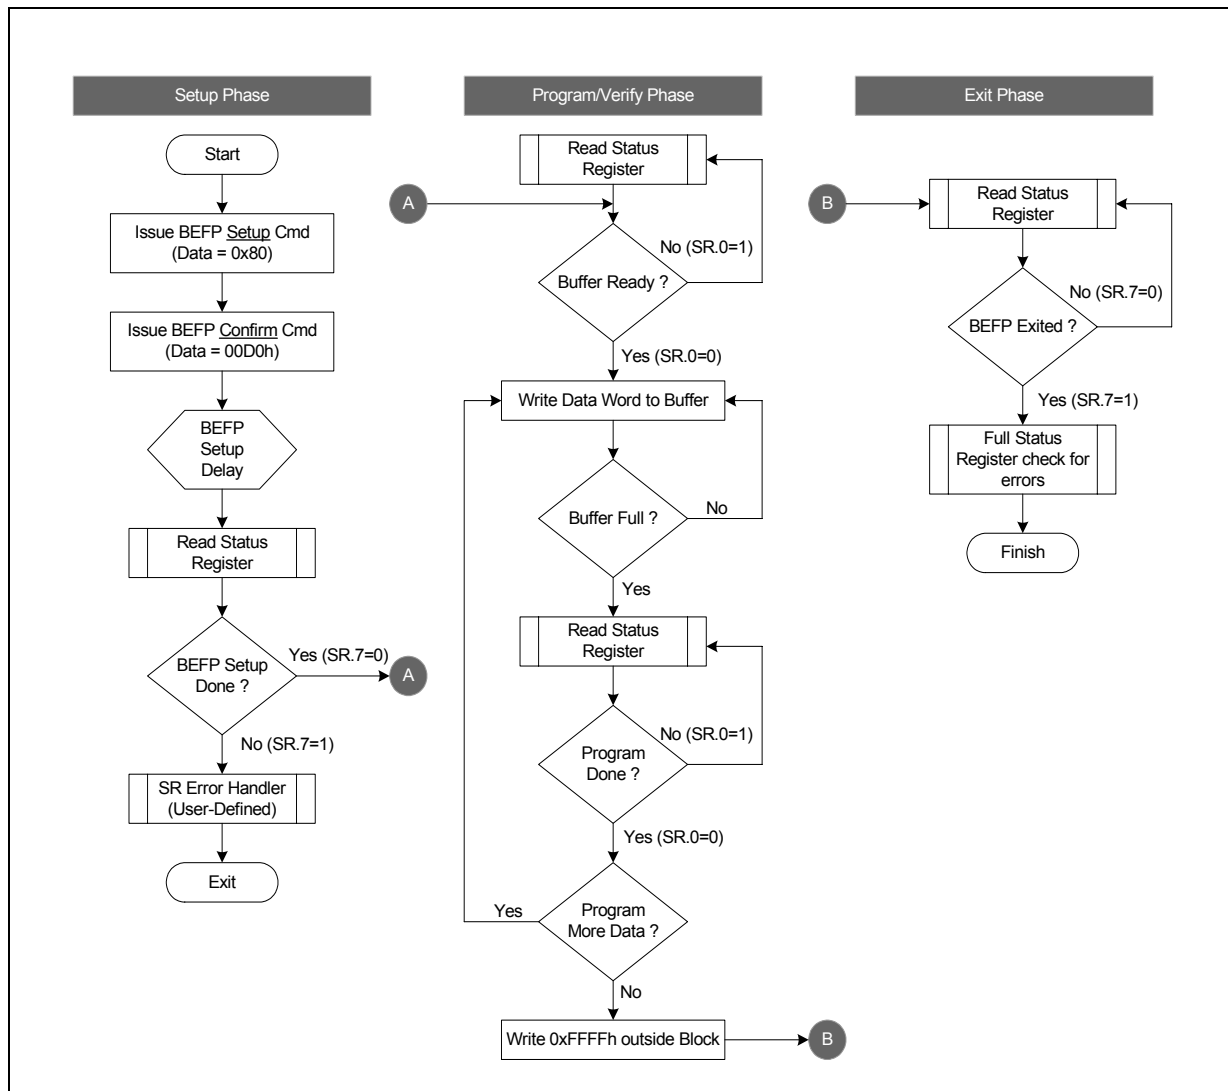 Setup Phase
Start
Issue BEFP Setup Cmd
(Data = 0x80)
Issue BEFP Confirm Cmd
(Data = 00D0h)
BEFP
Setup
Delay
Read Status
Register
BEFP Setup
Done ?
Yes (SR.7=0)
A
No (SR.7=1)
SR Error Handler
(User-Defined)
Exit
Program/Verify Phase
Read Status
Register
A
No (SR.0=1)
Buffer Ready ?
Yes (SR.0=0)
Write Data Word to Buffer
Buffer Full ?
No
Yes
Read Status
Register
No (SR.0=1)
Program
Done ?
Yes (SR.0=0)
Yes
Program
More Data ?
No
Write 0xFFFFh outside Block
B
Exit Phase
B
Read Status
Register
No (SR.7=0)
BEFP Exited ?
Yes (SR.7=1)
Full Status
Register check for
errors
Finish